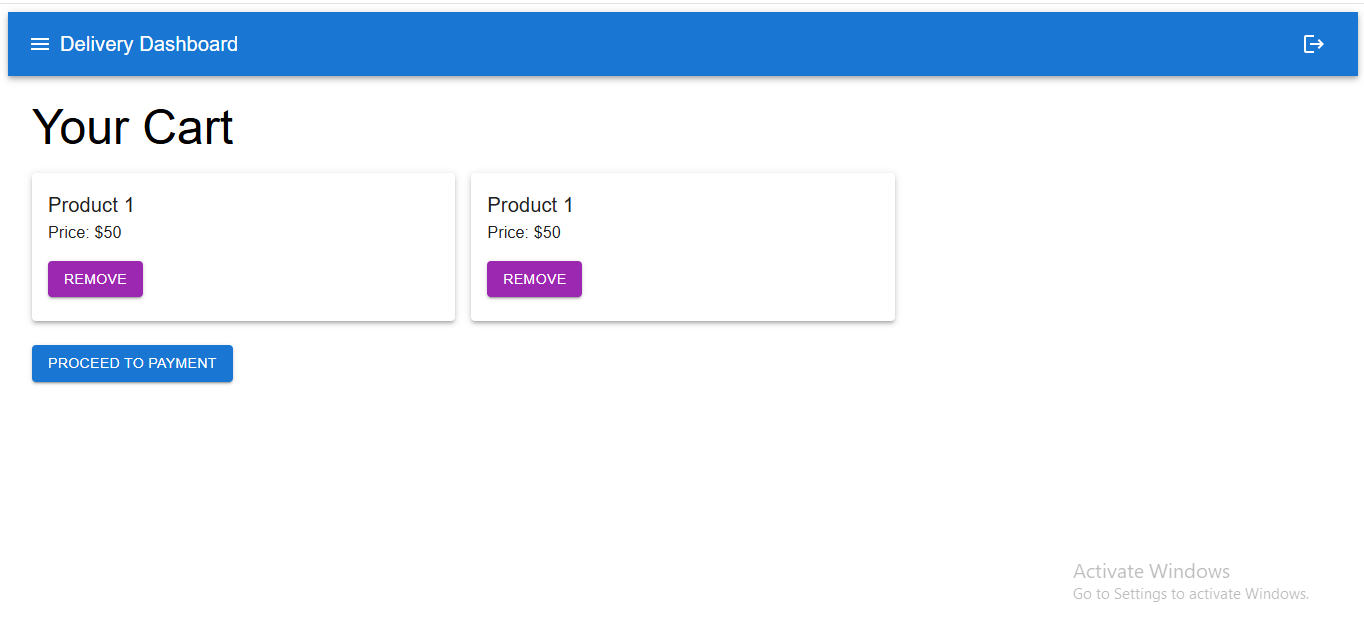 Delivery Dashboard
Your Cart
Product 1
Price: $50
REMOVE
Product 1
Price: $50
REMOVE
PROCEED TO PAYMENT
Activate Windows
Go to Settings to activate Windows.